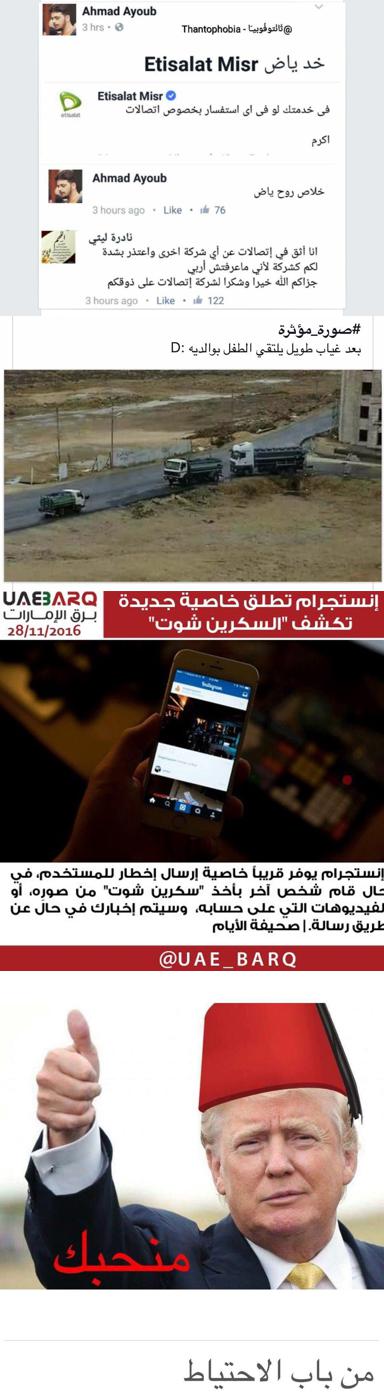 Ahmad Ayoub
3 hrs
@ثالتوفُوبيـَا - Thantophobia
خد ياض Etisalat Misr
Etisalat Misr
etisalat
فى خدمتك لو فى اى استفسار بخصوص اتصالات
اكرم
Ahmad Ayoub
خلاص روح ياض
3 hours ago • Like • 76
نادرة ليثي
انا أثق في إتصالات عن أي شركة اخرى واعتذر بشدة
لكم كشركة لأني ماعرفتش أربي
جزاكم الله خيرا وشكرا لشركة إتصالات على ذوقكم
3 hours ago • Like • 122
#صورة_مؤثرة
بعد غياب طويل يلتقي الطفل بوالديه :D
UAEBARQ
برق الإمارات
28/11/2016
إنستجرام تطلق خاصية جديدة
تكشف "السكرين شوت"
إنستجرام يوفر قريباً خاصية إرسال إخطار للمستخدم، في
حال قام شخص آخر بأخذ "سكرين شوت" من صوره، أو
لفيديوهات التي على حسابه، وسيتم إخبارك في حال عن
طريق رسالة. | صحيفة الأيام
@UAE_BARQ
منحبك
من باب الاحتياط